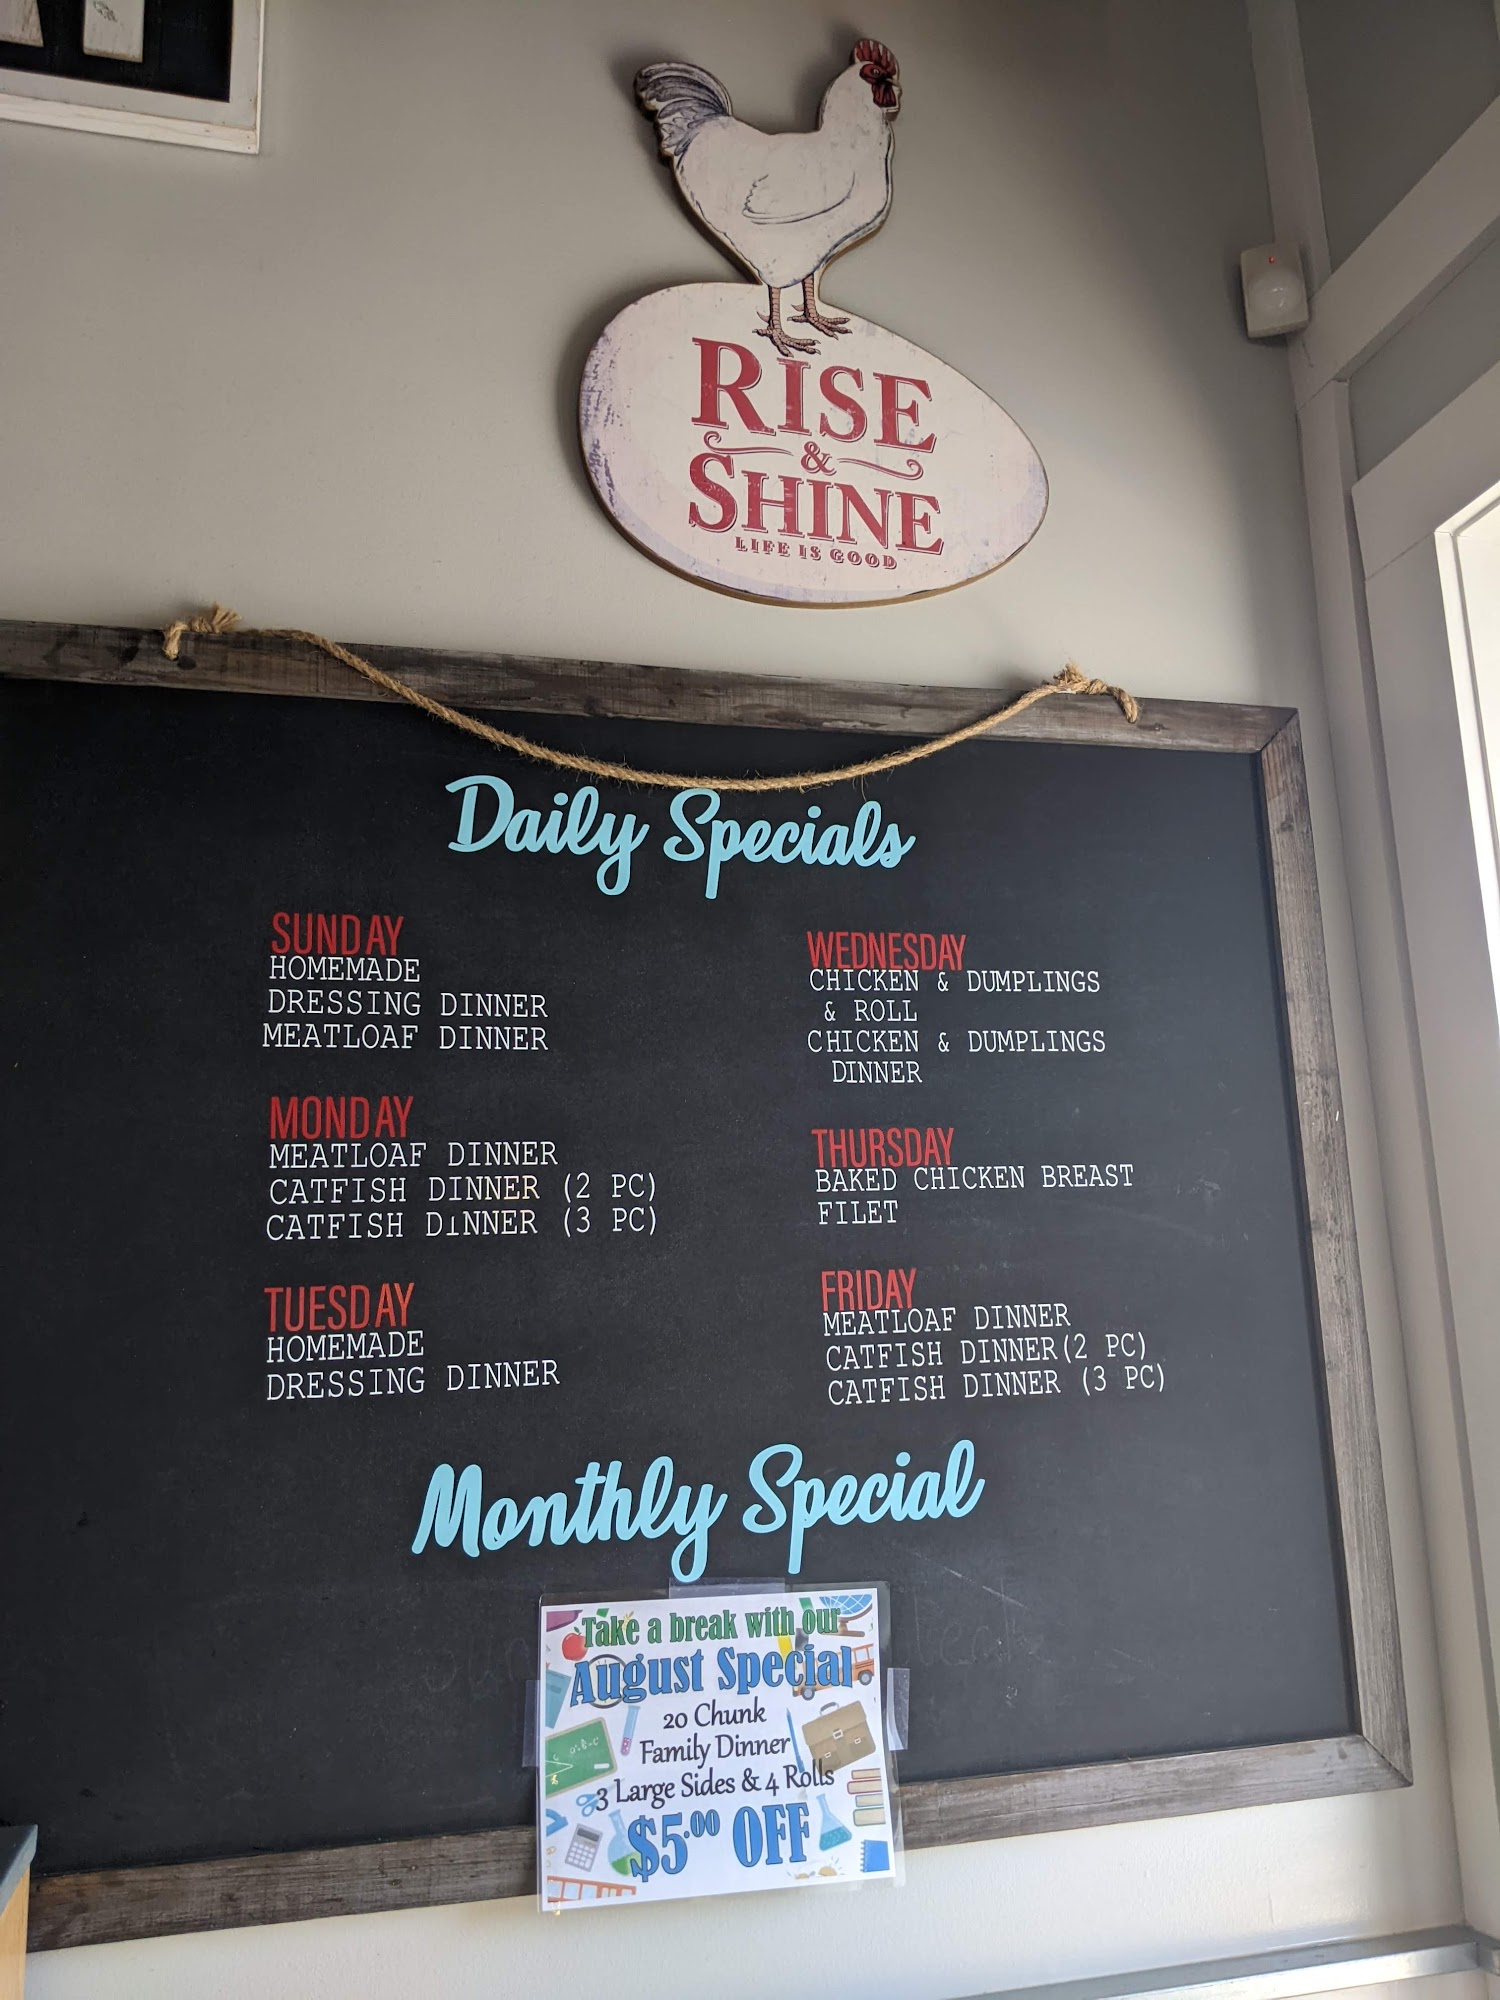 RISE
&
SHINE
LIFE IS GOOD
Daily Specials
SUNDAY
HOMEMADE
DRESSING DINNER
MEATLOAF DINNER
MONDAY
MEATLOAF DINNER
CATFISH DINNER (2 PC)
CATFISH DINNER (3 PC)
TUESDAY
HOMEMADE
DRESSING DINNER
WEDNESDAY
CHICKEN & DUMPLINGS
& ROLL
CHICKEN & DUMPLINGS
DINNER
THURSDAY
BAKED CHICKEN BREAST
FILET
FRIDAY
MEATLOAF DINNER
CATFISH DINNER(2 PC)
CATFISH DINNER (3 PC)
Monthly Special
Take a break with our
August Special
20 Chunk
Family Dinner
3 Large Sides & 4 Rolls
$5.00 OFF